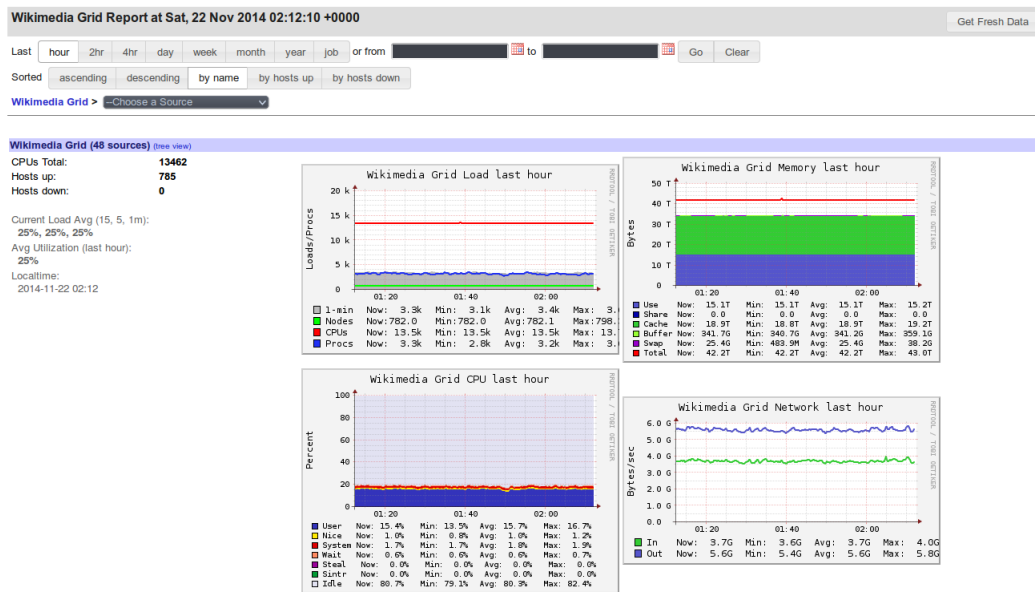 Wikimedia Grid Report at Sat, 22 Nov 2014 02:12:10 +0000
Get Fresh Data
Last hour 2hr 4hr day week month year job or from to Go Clear
Sorted ascending descending by name by hosts up by hosts down
Wikimedia Grid > --Choose a Source
Wikimedia Grid (48 sources) (tree view)
CPUs Total: 13462
Hosts up: 785
Hosts down: 0
Current Load Avg (15, 5, 1m):
25%, 25%, 25%
Avg Utilization (last hour):
25%
Localtime:
2014-11-22 02:12
Wikimedia Grid Load last hour
RRDTOOL / TOBI OETIKER
Loads/Procs
20 k
15 k
10 k
5 k
0
01:20 01:40 02:00
1-min Now: 3.3k Min: 3.1k Avg: 3.4k Max: 3.
Nodes Now:782.0 Min:782.0 Avg:782.1 Max:798.
CPUs Now: 13.5k Min: 13.5k Avg: 13.5k Max: 13.
Procs Now: 3.3k Min: 2.8k Avg: 3.2k Max: 3.
Wikimedia Grid Memory last hour
RRDTOOL / TOBI OETIKER
Bytes
50 T
40 T
30 T
20 T
10 T
0
01:20 01:40 02:00
Use Now: 15.1T Min: 15.1T Avg: 15.1T Max: 15.2T
Share Now: 0.0 Min: 0.0 Avg: 0.0 Max: 0.0
Cache Now: 18.9T Min: 18.8T Avg: 18.9T Max: 19.2T
Buffer Now: 341.7G Min: 340.7G Avg: 341.2G Max: 359.1G
Swap Now: 25.4G Min: 483.9M Avg: 25.4G Max: 38.2G
Total Now: 42.2T Min: 42.2T Avg: 42.2T Max: 43.0T
Wikimedia Grid CPU last hour
RRDTOOL / TOBI OETIKER
Percent
100
80
60
40
20
0
01:20 01:40 02:00
User Now: 15.4% Min: 13.5% Avg: 15.7% Max: 16.7%
Nice Now: 1.0% Min: 0.8% Avg: 1.0% Max: 1.2%
System Now: 1.7% Min: 1.7% Avg: 1.8% Max: 1.9%
Wait Now: 0.6% Min: 0.6% Avg: 0.6% Max: 0.7%
Steal Now: 0.0% Min: 0.0% Avg: 0.0% Max: 0.0%
Sintr Now: 0.0% Min: 0.0% Avg: 0.0% Max: 0.0%
Idle Now: 80.7% Min: 79.1% Avg: 80.3% Max: 82.4%
Wikimedia Grid Network last hour
RRDTOOL / TOBI OETIKER
Bytes/sec
6.0 G
5.0 G
4.0 G
3.0 G
2.0 G
1.0 G
0.0
01:20 01:40 02:00
In Now: 3.7G Min: 3.6G Avg: 3.7G Max: 4.0G
Out Now: 5.6G Min: 5.4G Avg: 5.6G Max: 5.8G